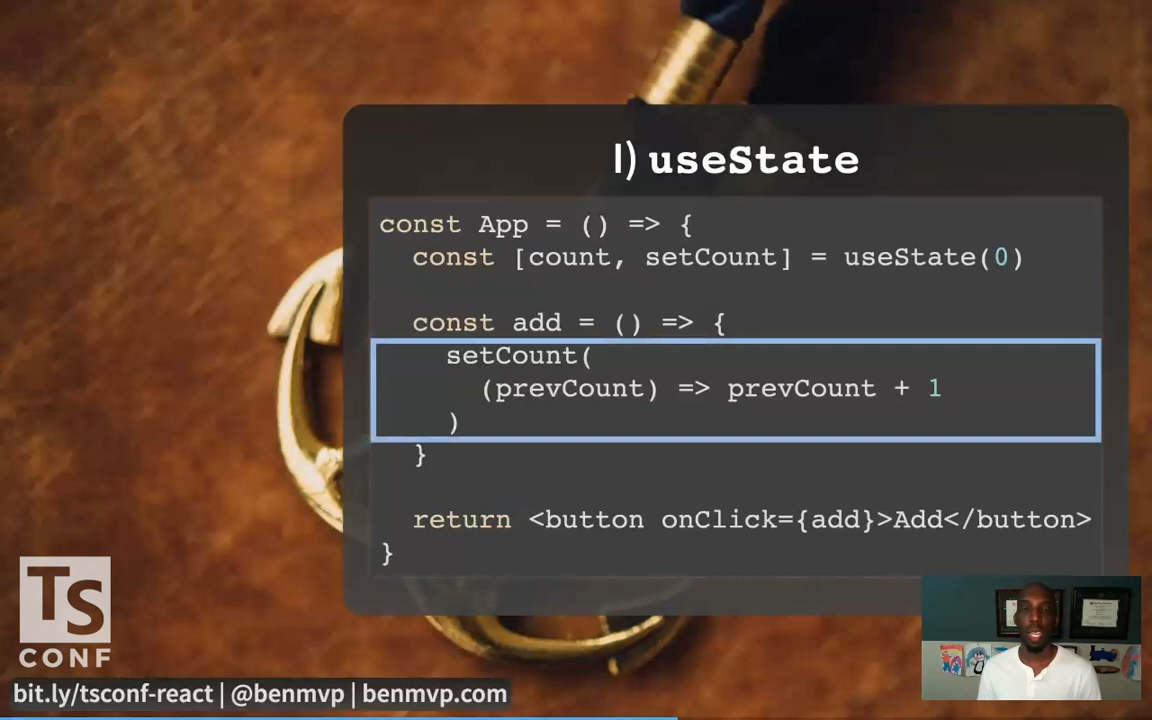 1) useState
const App = () => {
const [count, setCount] = useState(0)
const add = () => {
setCount(
(prevCount) => prevCount + 1
)
}
return <button onClick={add}>Add</button>
}
TS
CONF
bit.ly/tsconf-react | @benmvp | benmvp.com